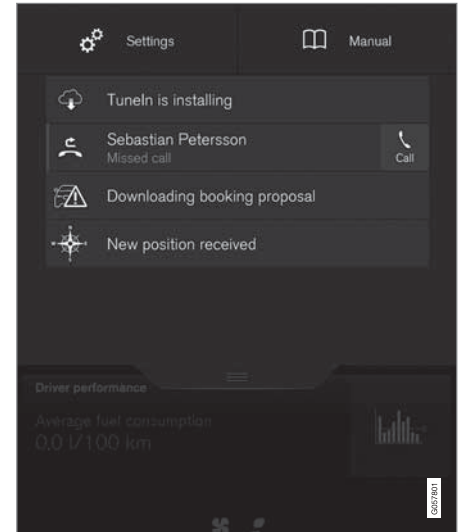 Settings
Manual
TuneIn is installing
Sebastian Petersson
Missed call
Call
Downloading booking proposal
New position received
Driver performance
Average fuel consumption
0.0 l/100 km
G057801